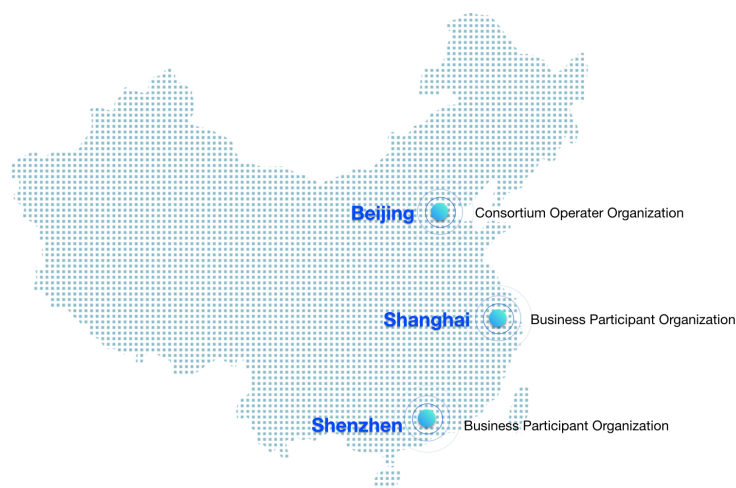 Beijing Consortium Operater Organization
Shanghai Business Participant Organization
Shenzhen Business Participant Organization